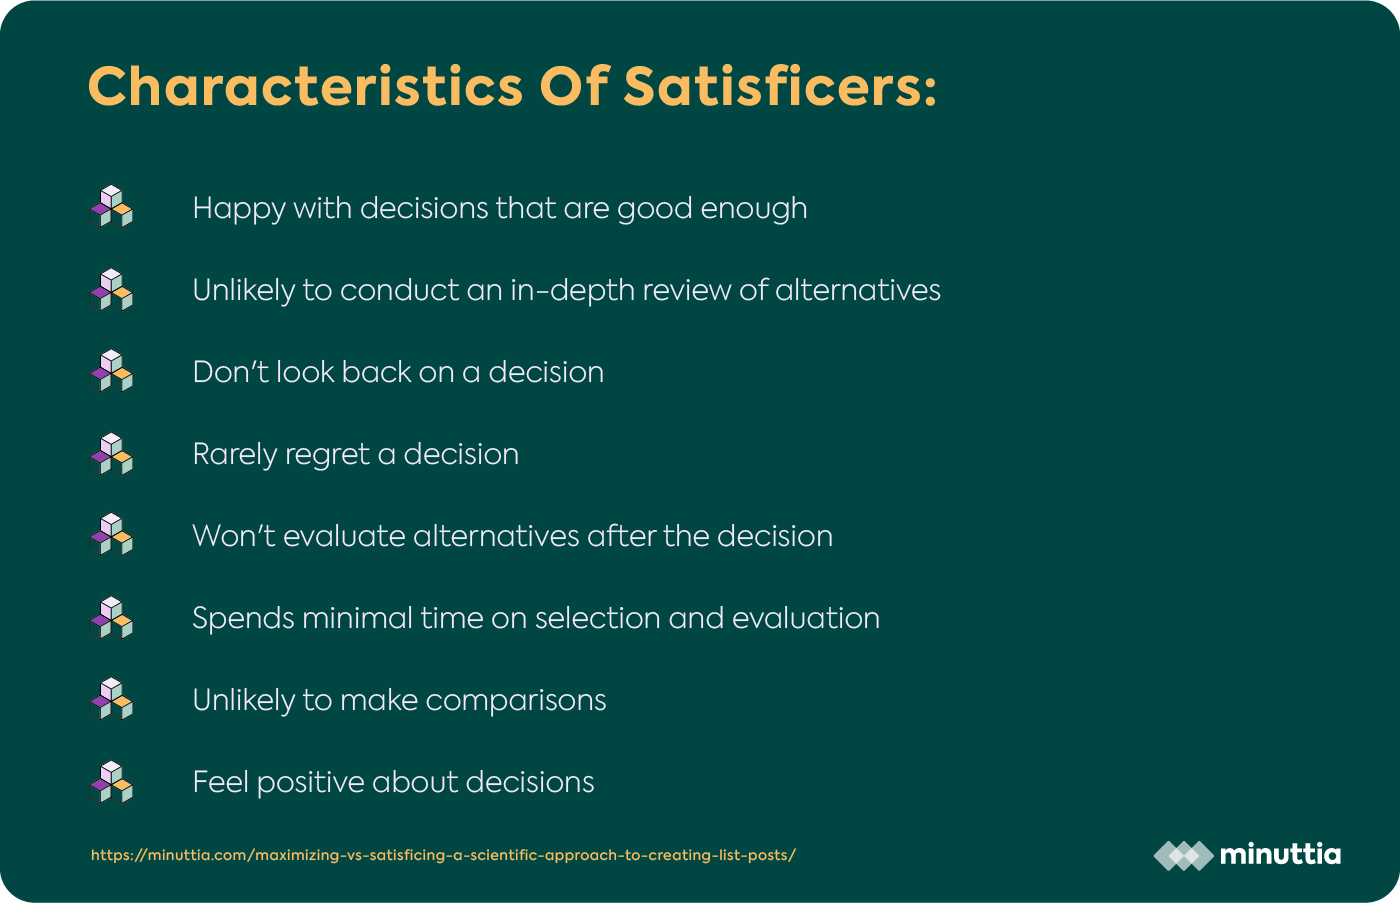 Characteristics Of Satisficers:
Happy with decisions that are good enough
Unlikely to conduct an in-depth review of alternatives
Don't look back on a decision
Rarely regret a decision
Won't evaluate alternatives after the decision
Spends minimal time on selection and evaluation
Unlikely to make comparisons
Feel positive about decisions
https://minuttia.com/maximizing-vs-satisficing-a-scientific-approach-to-creating-list-posts/
minuttia